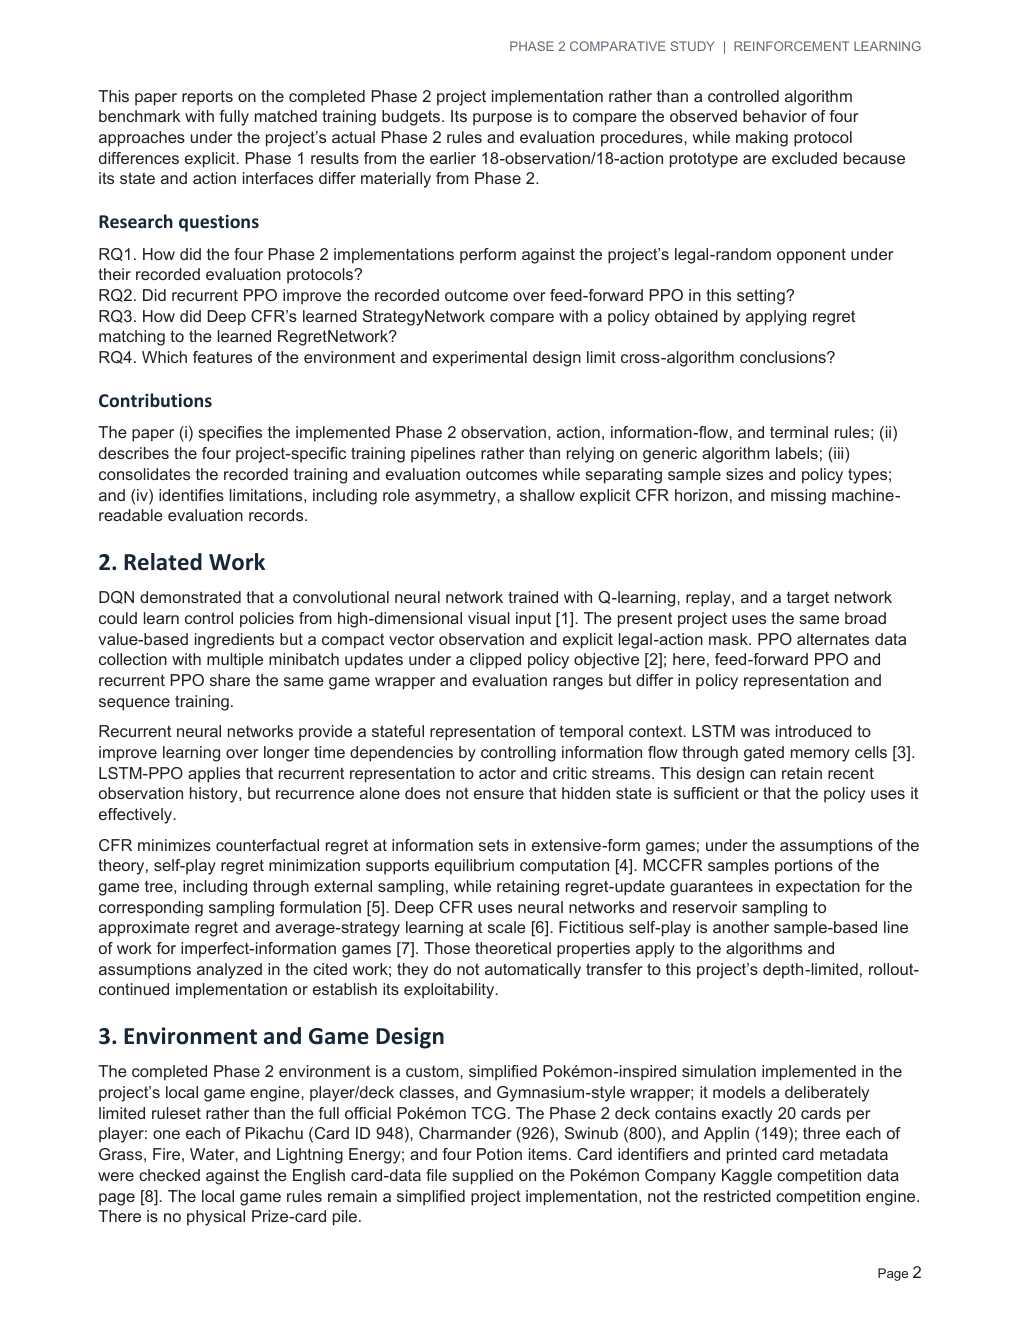 PHASE 2 COMPARATIVE STUDY | REINFORCEMENT LEARNING
This paper reports on the completed Phase 2 project implementation rather than a controlled algorithm
benchmark with fully matched training budgets. Its purpose is to compare the observed behavior of four
approaches under the project’s actual Phase 2 rules and evaluation procedures, while making protocol
differences explicit. Phase 1 results from the earlier 18-observation/18-action prototype are excluded because
its state and action interfaces differ materially from Phase 2.
Research questions
RQ1. How did the four Phase 2 implementations perform against the project’s legal-random opponent under
their recorded evaluation protocols?
RQ2. Did recurrent PPO improve the recorded outcome over feed-forward PPO in this setting?
RQ3. How did Deep CFR’s learned StrategyNetwork compare with a policy obtained by applying regret
matching to the learned RegretNetwork?
RQ4. Which features of the environment and experimental design limit cross-algorithm conclusions?
Contributions
The paper (i) specifies the implemented Phase 2 observation, action, information-flow, and terminal rules; (ii)
describes the four project-specific training pipelines rather than relying on generic algorithm labels; (iii)
consolidates the recorded training and evaluation outcomes while separating sample sizes and policy types;
and (iv) identifies limitations, including role asymmetry, a shallow explicit CFR horizon, and missing machine-
readable evaluation records.
2. Related Work
DQN demonstrated that a convolutional neural network trained with Q-learning, replay, and a target network
could learn control policies from high-dimensional visual input [1]. The present project uses the same broad
value-based ingredients but a compact vector observation and explicit legal-action mask. PPO alternates data
collection with multiple minibatch updates under a clipped policy objective [2]; here, feed-forward PPO and
recurrent PPO share the same game wrapper and evaluation ranges but differ in policy representation and
sequence training.
Recurrent neural networks provide a stateful representation of temporal context. LSTM was introduced to
improve learning over longer time dependencies by controlling information flow through gated memory cells [3].
LSTM-PPO applies that recurrent representation to actor and critic streams. This design can retain recent
observation history, but recurrence alone does not ensure that hidden state is sufficient or that the policy uses it
effectively.
CFR minimizes counterfactual regret at information sets in extensive-form games; under the assumptions of the
theory, self-play regret minimization supports equilibrium computation [4]. MCCFR samples portions of the
game tree, including through external sampling, while retaining regret-update guarantees in expectation for the
corresponding sampling formulation [5]. Deep CFR uses neural networks and reservoir sampling to
approximate regret and average-strategy learning at scale [6]. Fictitious self-play is another sample-based line
of work for imperfect-information games [7]. Those theoretical properties apply to the algorithms and
assumptions analyzed in the cited work; they do not automatically transfer to this project’s depth-limited, rollout-
continued implementation or establish its exploitability.
3. Environment and Game Design
The completed Phase 2 environment is a custom, simplified Pokémon-inspired simulation implemented in the
project’s local game engine, player/deck classes, and Gymnasium-style wrapper; it models a deliberately
limited ruleset rather than the full official Pokémon TCG. The Phase 2 deck contains exactly 20 cards per
player: one each of Pikachu (Card ID 948), Charmander (926), Swinub (800), and Applin (149); three each of
Grass, Fire, Water, and Lightning Energy; and four Potion items. Card identifiers and printed card metadata
were checked against the English card-data file supplied on the Pokémon Company Kaggle competition data
page [8]. The local game rules remain a simplified project implementation, not the restricted competition engine.
There is no physical Prize-card pile.
Page 2